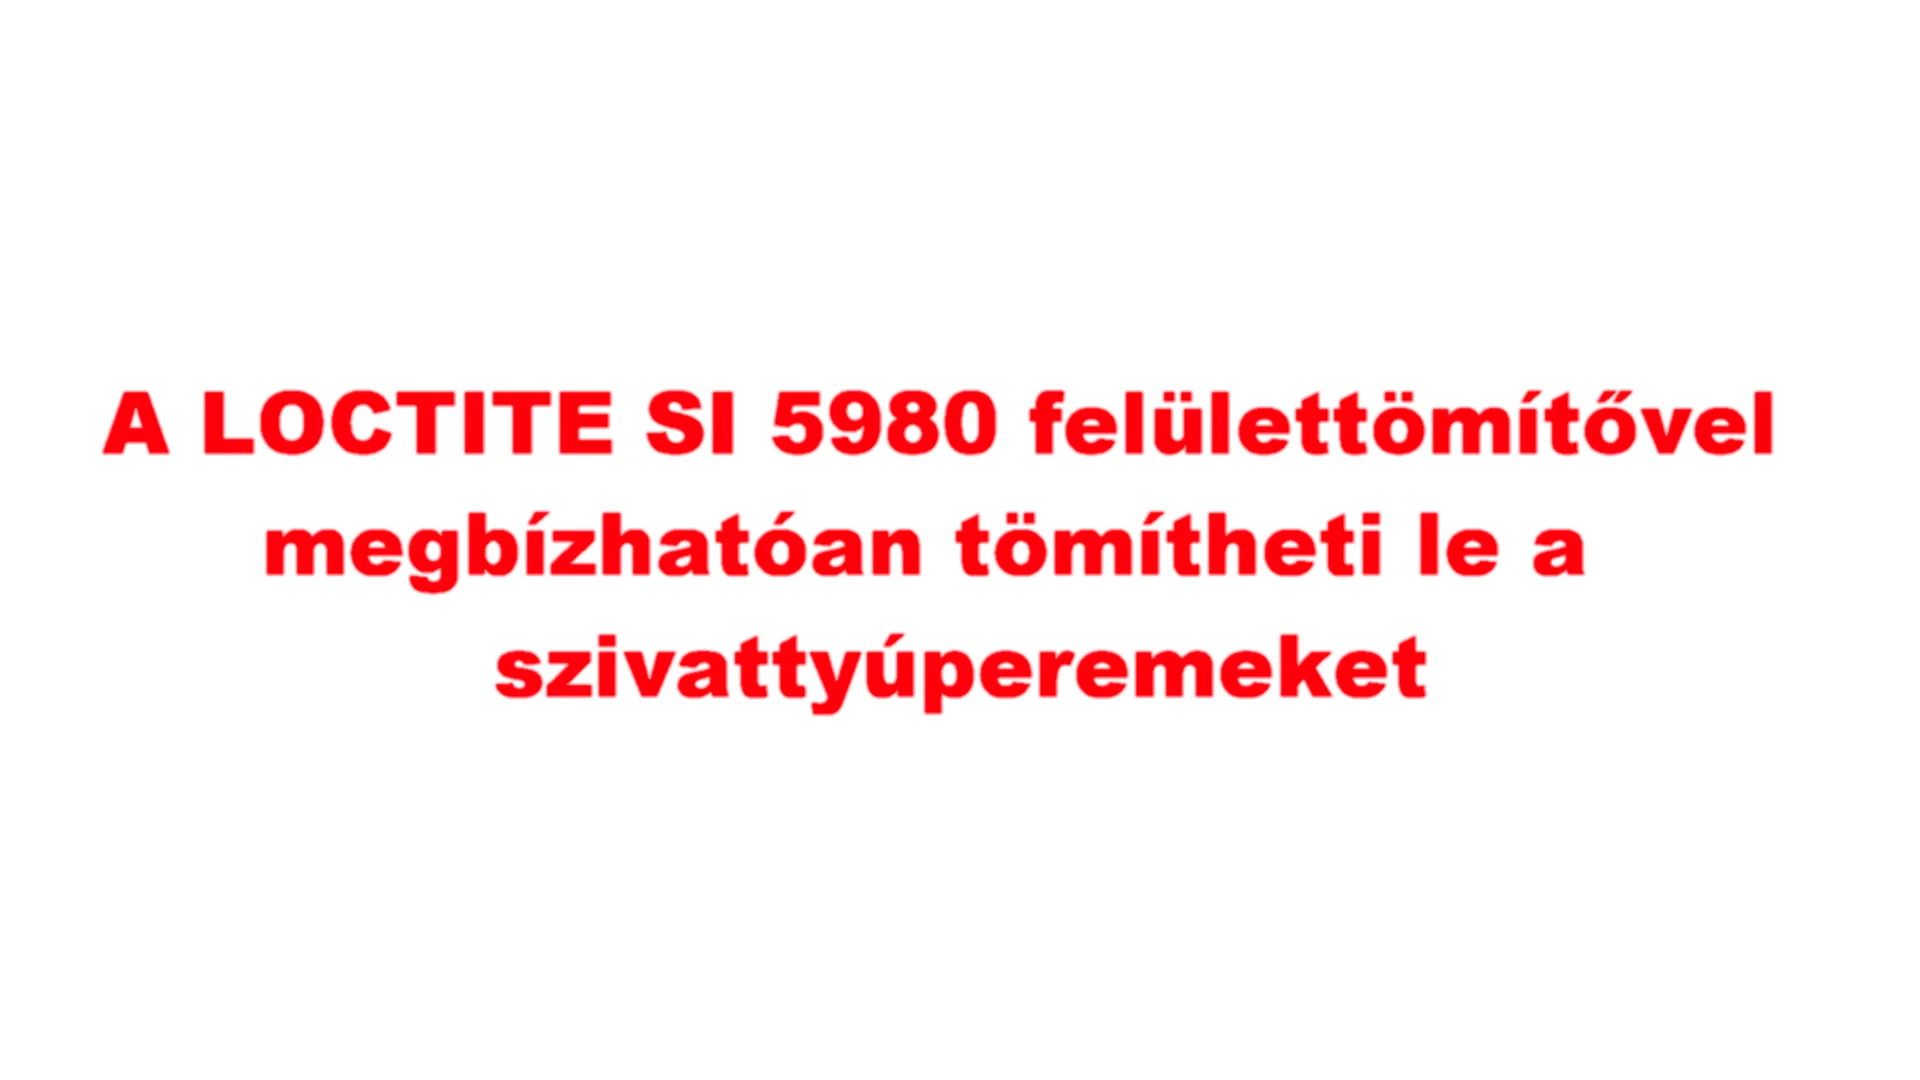 A LOCTITE SI 5980 felülettömítővel
megbízhatóan tömítheti le a
szivattyúperemeket